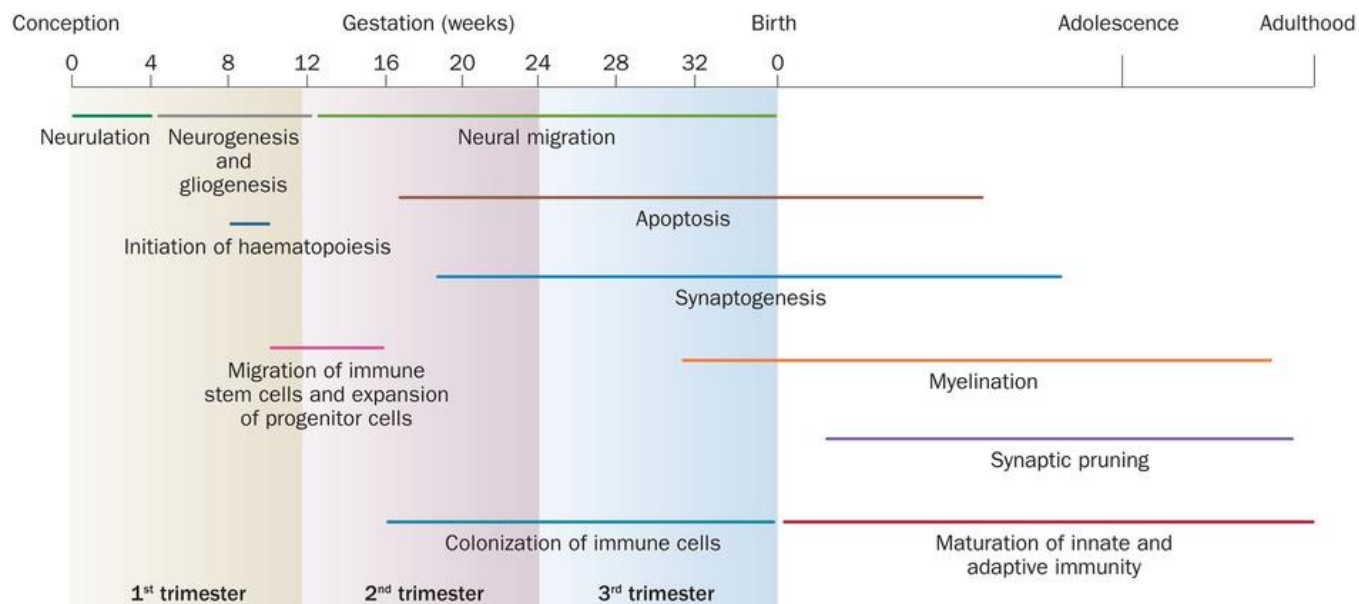 Conception Gestation (weeks) Birth Adolescence Adulthood
0 4 8 12 16 20 24 28 32 0
Neurulation
Neurogenesis
and
gliogenesis
Neural migration
Apoptosis
Initiation of haematopoiesis
Synaptogenesis
Migration of immune
stem cells and expansion
of progenitor cells
Myelination
Synaptic pruning
Colonization of immune cells
Maturation of innate and
adaptive immunity
1st trimester 2nd trimester 3rd trimester